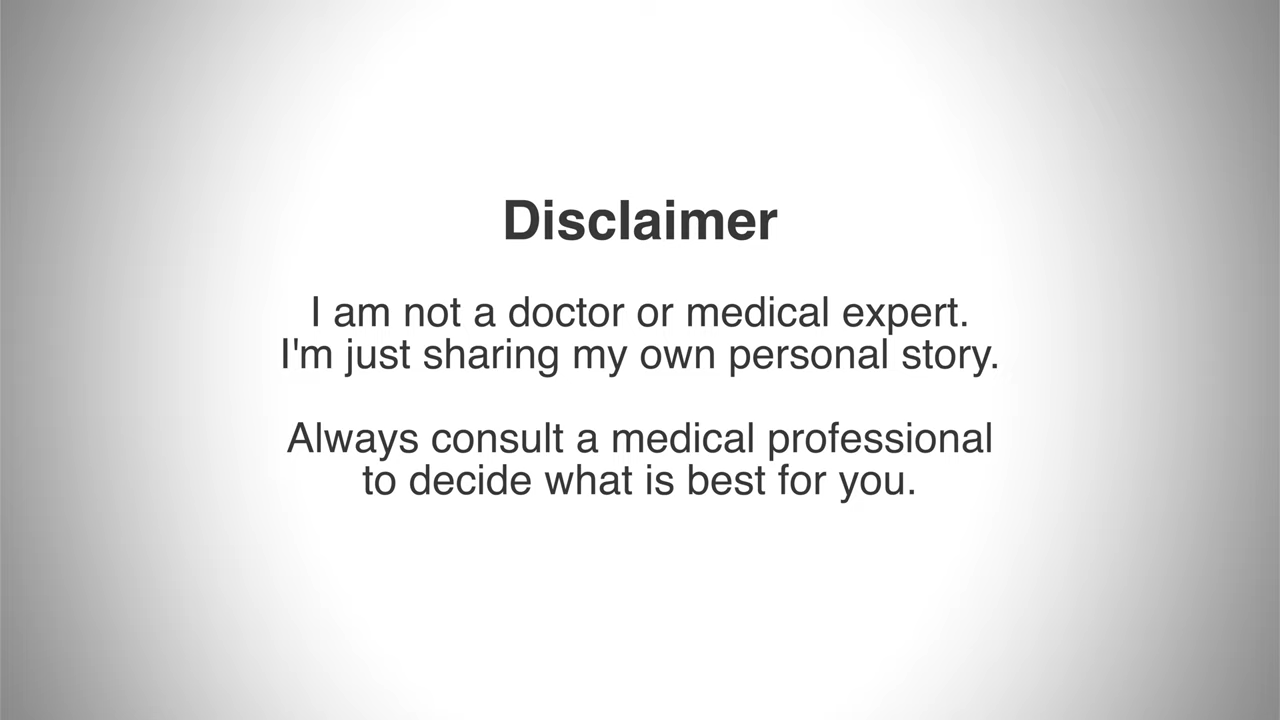 Disclaimer
I am not a doctor or medical expert.
I'm just sharing my own personal story.
Always consult a medical professional
to decide what is best for you.